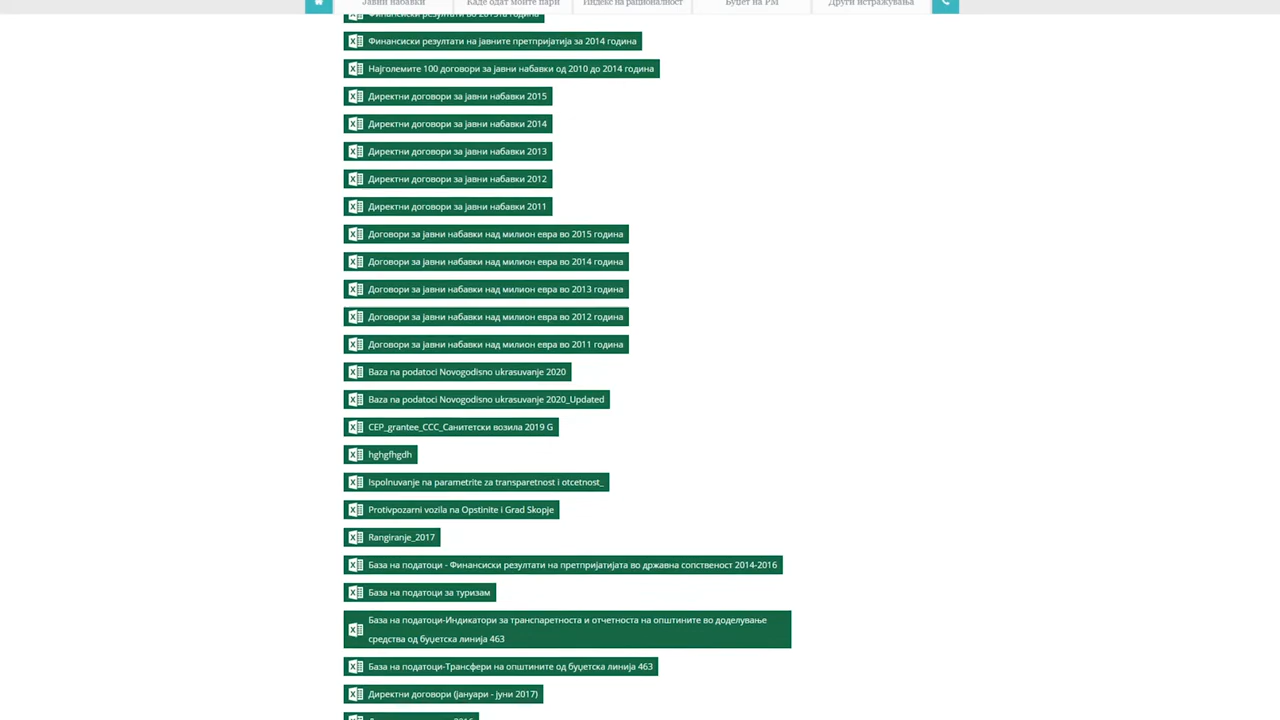 Јавни набавки
Каде одат моите пари
Индекс на рационалност
Буџет на РМ
Други истражувања
Финансиски резултати во 2015та година
Финансиски резултати на јавните претпријатија за 2014 година
Најголемите 100 договори за јавни набавки од 2010 до 2014 година
Директни договори за јавни набавки 2015
Директни договори за јавни набавки 2014
Директни договори за јавни набавки 2013
Директни договори за јавни набавки 2012
Директни договори за јавни набавки 2011
Договори за јавни набавки над милион евра во 2015 година
Договори за јавни набавки над милион евра во 2014 година
Договори за јавни набавки над милион евра во 2013 година
Договори за јавни набавки над милион евра во 2012 година
Договори за јавни набавки над милион евра во 2011 година
Baza na podatoci Novogodisno ukrasuvanje 2020
Baza na podatoci Novogodisno ukrasuvanje 2020_Updated
CEP_grantee_CCC_Санитетски возила 2019 G
hghgfhgdh
Ispolnuvanje na parametrite za transparetnost i otcetnost_
Protivpozarni vozila na Opstinite i Grad Skopje
Rangiranje_2017
База на податоци - Финансиски резултати на претпријатијата во државна сопственост 2014-2016
База на податоци за туризам
База на податоци-Индикатори за транспаретноста и отчетноста на општините во доделување
средства од буџетска линија 463
База на податоци-Трансфери на општините од буџетска линија 463
Директни договори (јануари - јуни 2017)